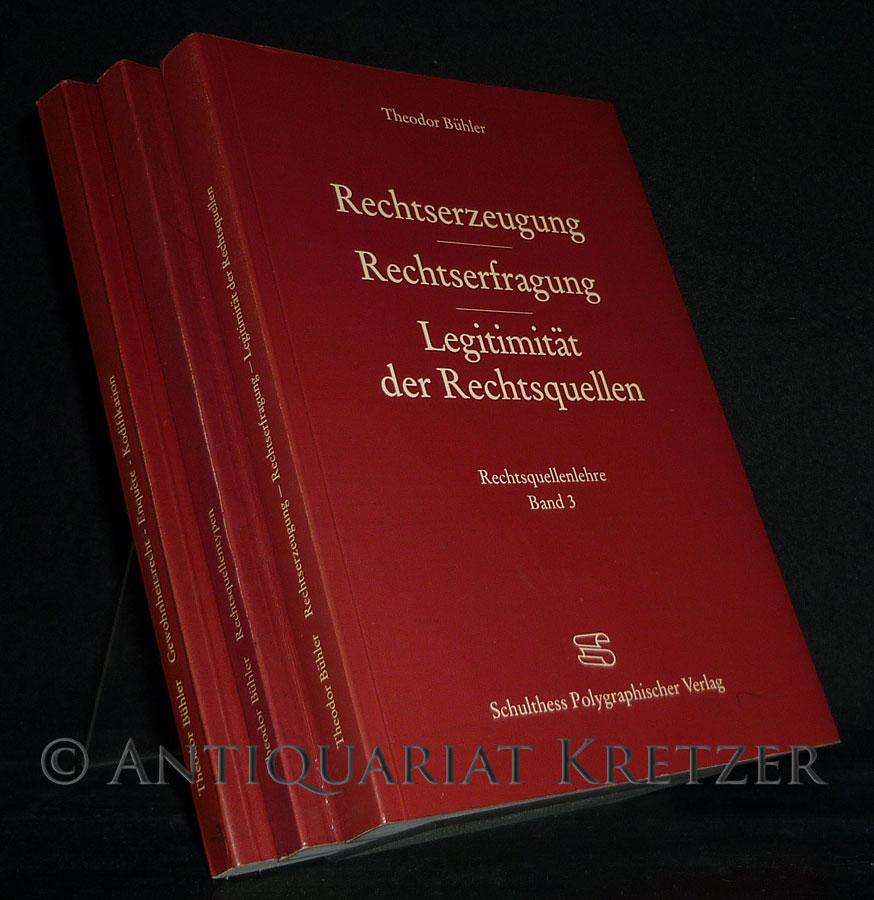 Theodor Bühler
Rechtserzeugung
Rechtserfragung
Legitimität
der Rechtsquellen
Rechtsquellenlehre
Band 3
Schulthess Polygraphischer Verlag
Theodor Bühler Rechtserzeugung – Rechtserfragung – Legitimität der Rechtsquellen
Theodor Bühler Rechtsquellentypen
Theodor Bühler Gewohnheitsrecht - Enquête - Kodifikation
© Antiquariat Kretzer